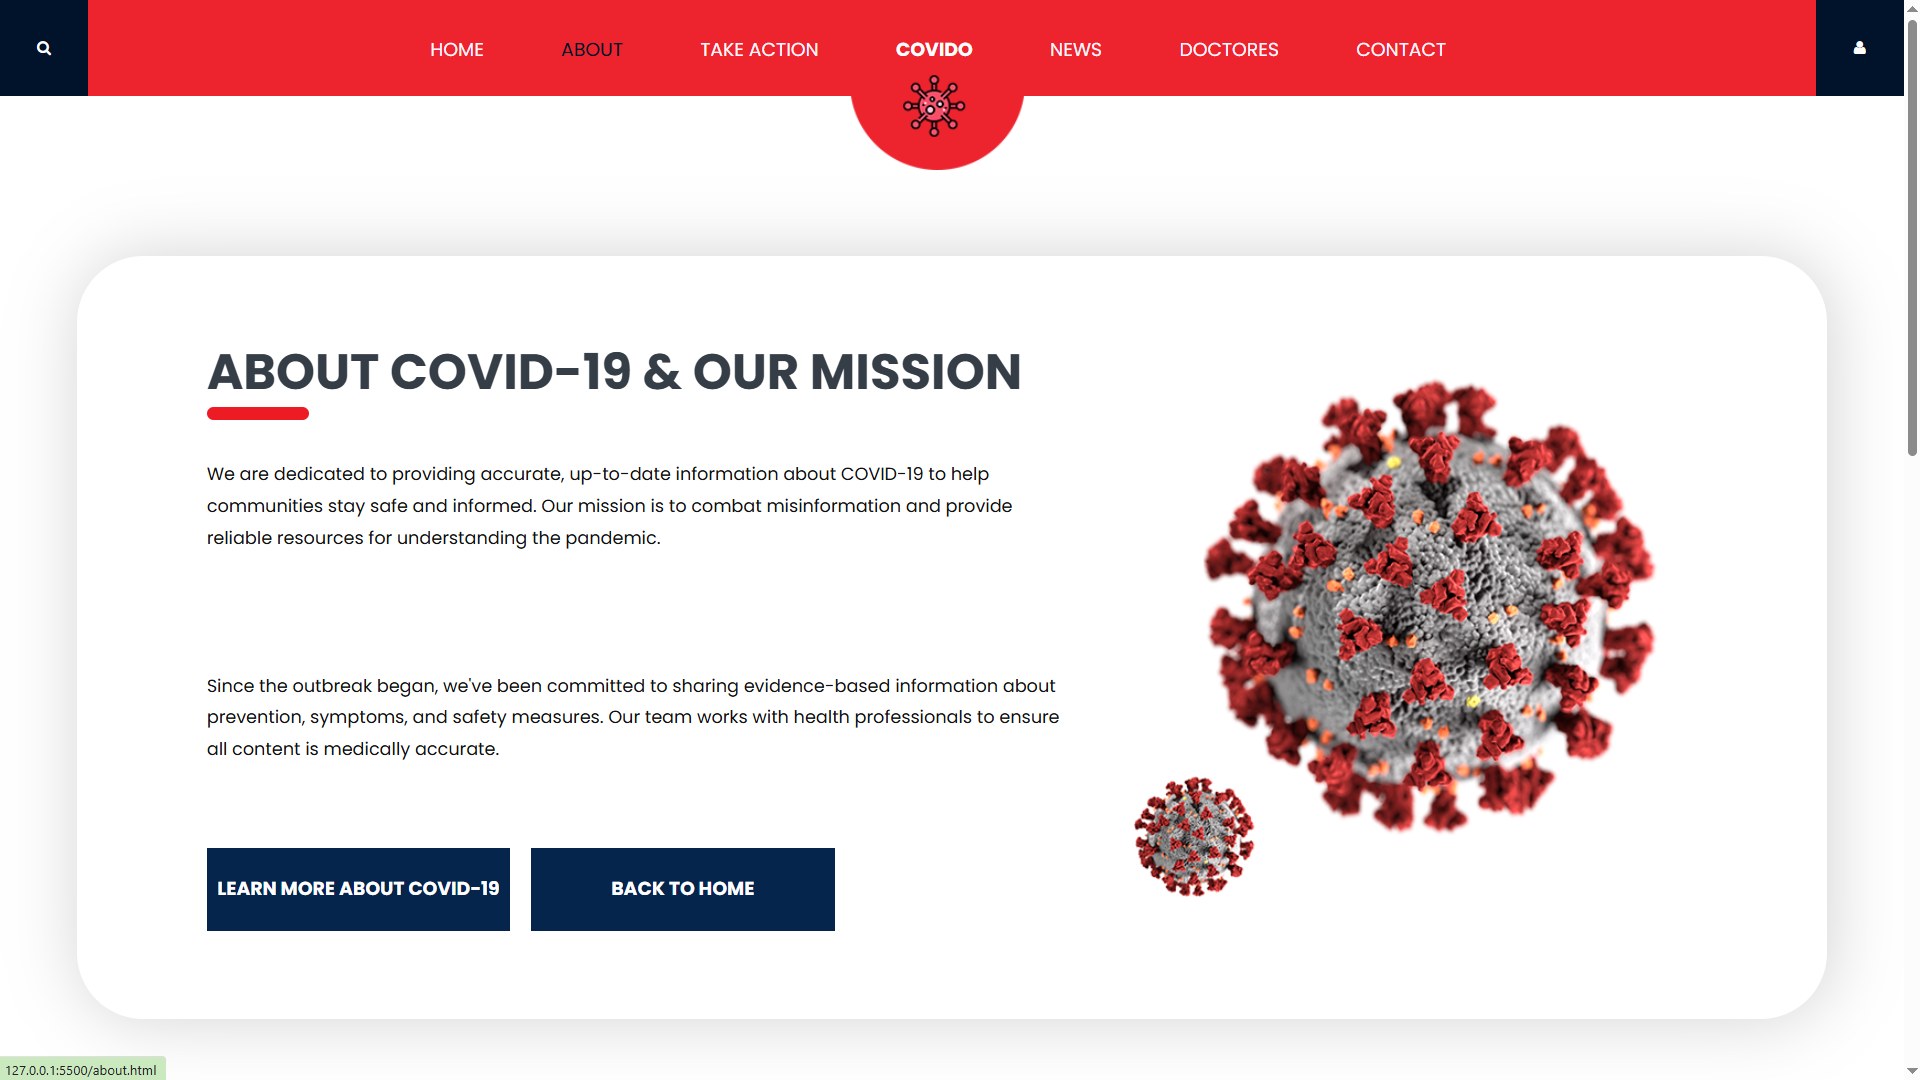 HOME ABOUT TAKE ACTION COVIDO NEWS DOCTORES CONTACT
ABOUT COVID-19 & OUR MISSION
We are dedicated to providing accurate, up-to-date information about COVID-19 to help
communities stay safe and informed. Our mission is to combat misinformation and provide
reliable resources for understanding the pandemic.
Since the outbreak began, we've been committed to sharing evidence-based information about
prevention, symptoms, and safety measures. Our team works with health professionals to ensure
all content is medically accurate.
LEARN MORE ABOUT COVID-19 BACK TO HOME
127.0.0.1:5500/about.html